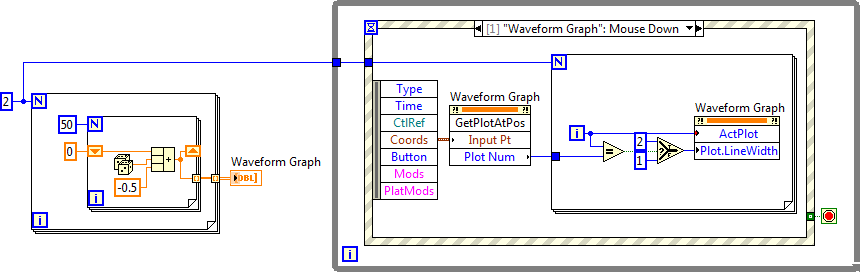 [1] "Waveform Graph": Mouse Down
2
N
50
N
0
-0.5
+
i
i
Waveform Graph
DBL]
Type
Time
CtlRef
Coords
Button
Mods
PlatMods
Waveform Graph
GetPlotAtPos
Input Pt
Plot Num
N
i
=
2
1
?
Waveform Graph
ActPlot
Plot.LineWidth
i